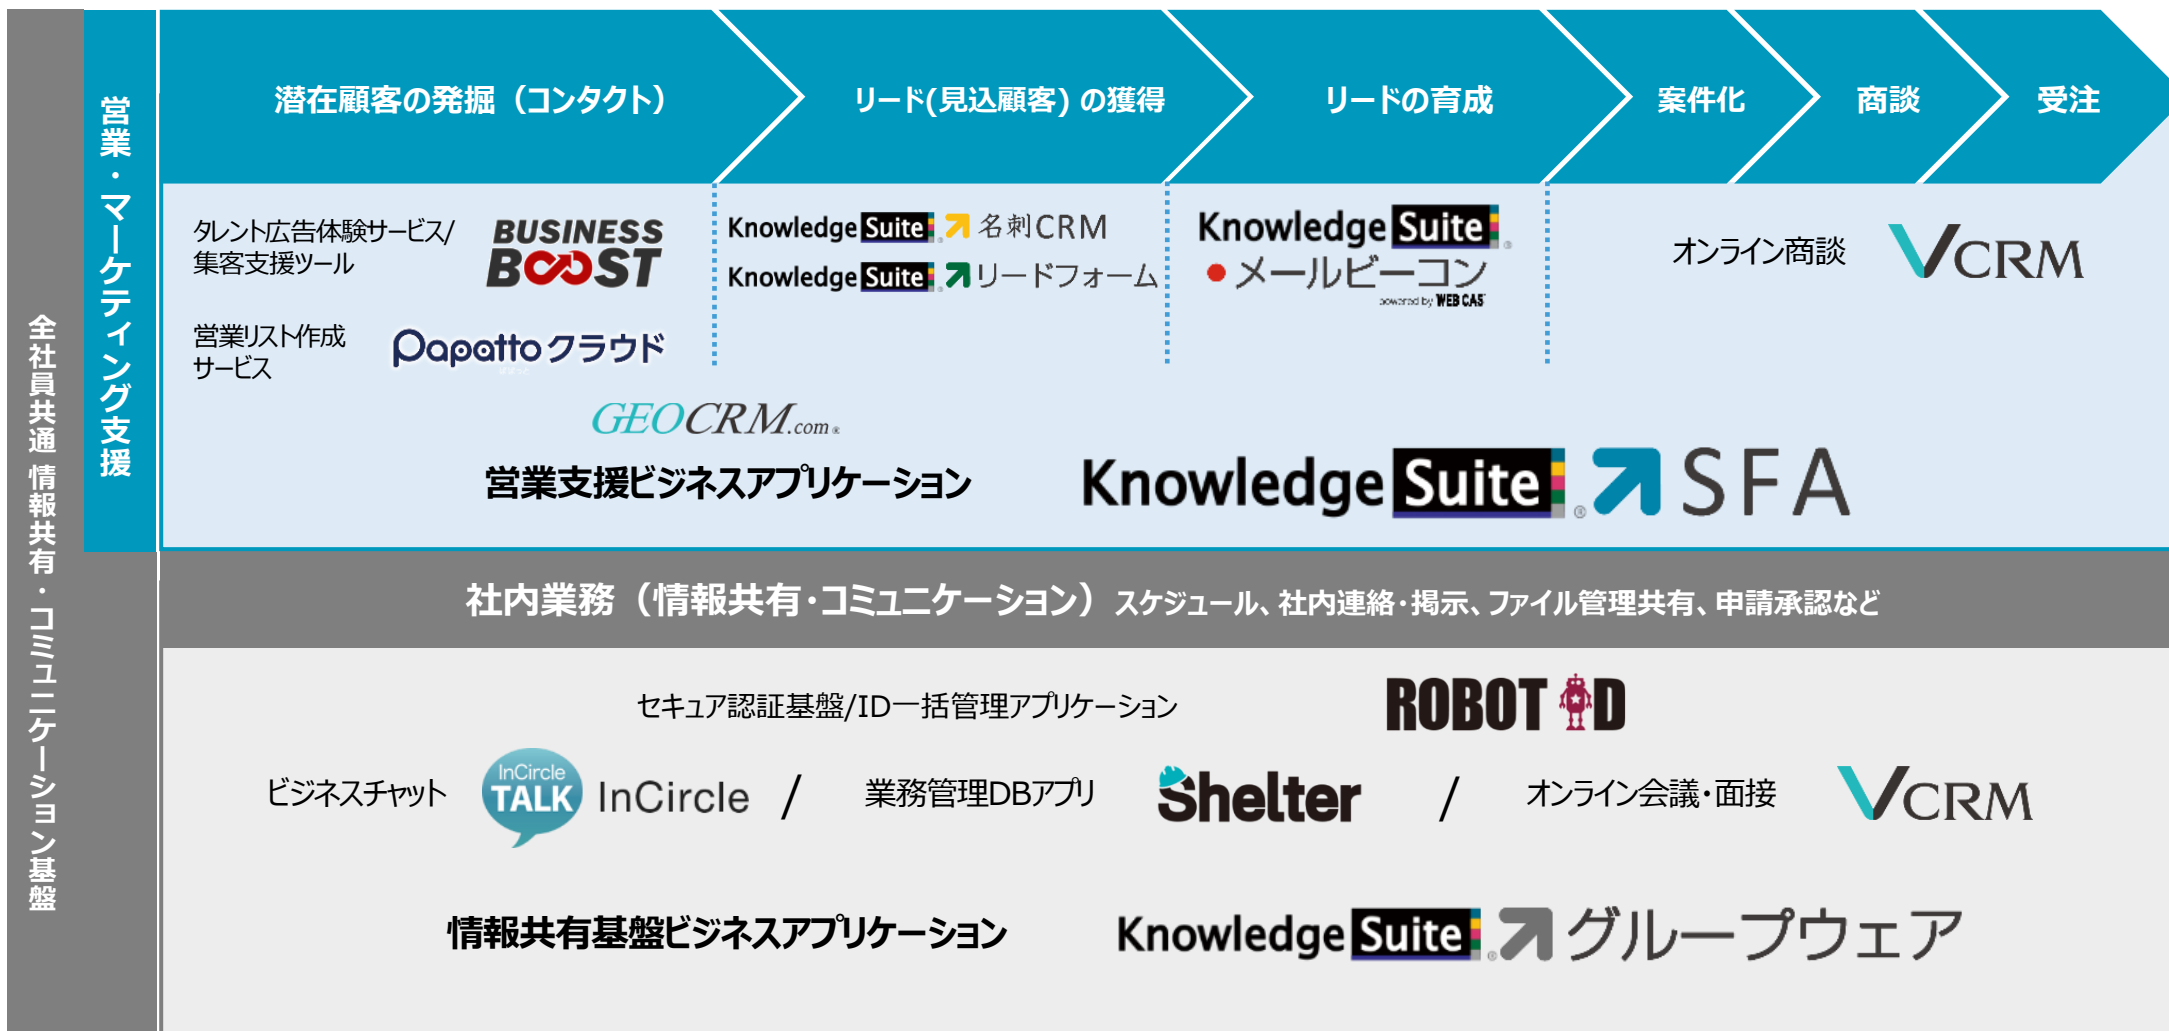 全社員共通 情報共有・コミュニケーション基盤
営業・マーケティング支援
潜在顧客の発掘（コンタクト）
リード(見込顧客) の獲得
リードの育成
案件化
商談
受注
タレント広告体験サービス/
集客支援ツール
BUSINESS
BOOST
営業リスト作成
サービス
Papattoクラウド
ぱぱっと
Knowledge Suite 名刺CRM
Knowledge Suite リードフォーム
Knowledge Suite
メールビーコン
powered by WEB CAS
オンライン商談
VCRM
GEOCRM.com
営業支援ビジネスアプリケーション
Knowledge Suite SFA
社内業務（情報共有・コミュニケーション）スケジュール、社内連絡・掲示、ファイル管理共有、申請承認など
セキュア認証基盤/ID一括管理アプリケーション
ROBOT ID
ビジネスチャット
InCircle
TALK
InCircle
/
業務管理DBアプリ
Shelter
/
オンライン会議・面接
VCRM
情報共有基盤ビジネスアプリケーション
Knowledge Suite グループウェア